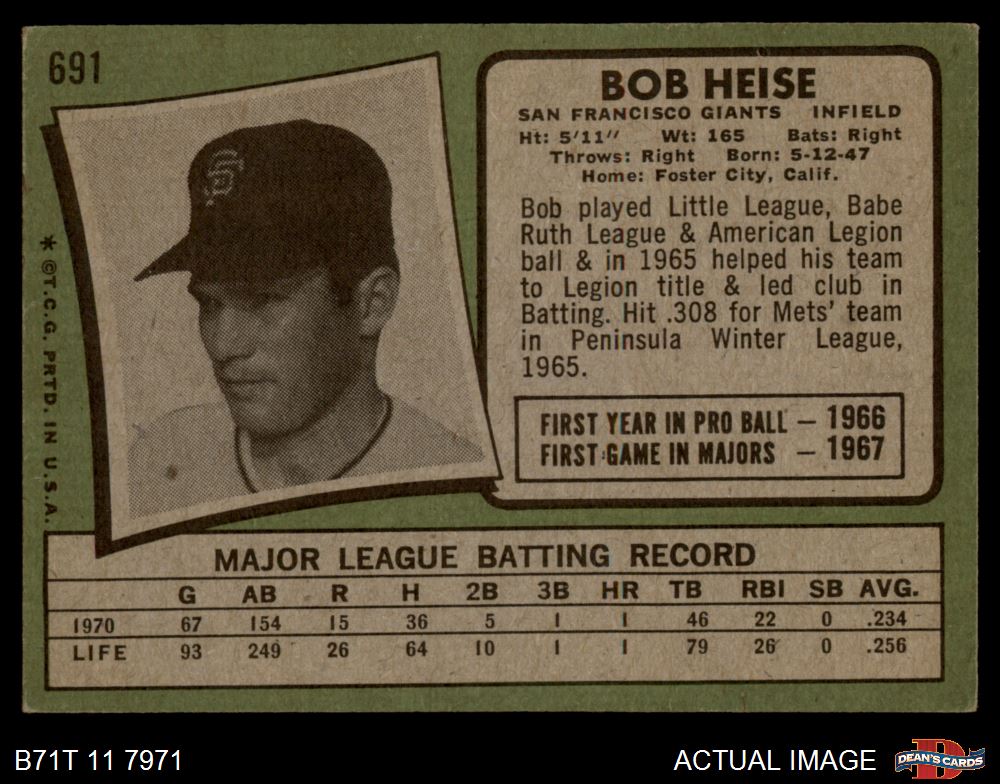 691
BOB HEISE
SAN FRANCISCO GIANTS INFIELD
Ht: 5'11" Wt: 165 Bats: Right
Throws: Right Born: 5-12-47
Home: Foster City, Calif.
Bob played Little League, Babe
Ruth League & American Legion
ball & in 1965 helped his team
to Legion title & led club in
Batting. Hit .308 for Mets' team
in Peninsula Winter League,
1965.
FIRST YEAR IN PRO BALL — 1966
FIRST GAME IN MAJORS — 1967
SF
* ©T.C.G. PRTD. IN U.S.A.
MAJOR LEAGUE BATTING RECORD
G AB R H 2B 3B HR TB RBI SB AVG.
1970 67 154 15 36 5 1 1 46 22 0 .234
LIFE 93 249 26 64 10 1 1 79 26 0 .256
B71T 11 7971
ACTUAL IMAGE
D
DEAN'S CARDS